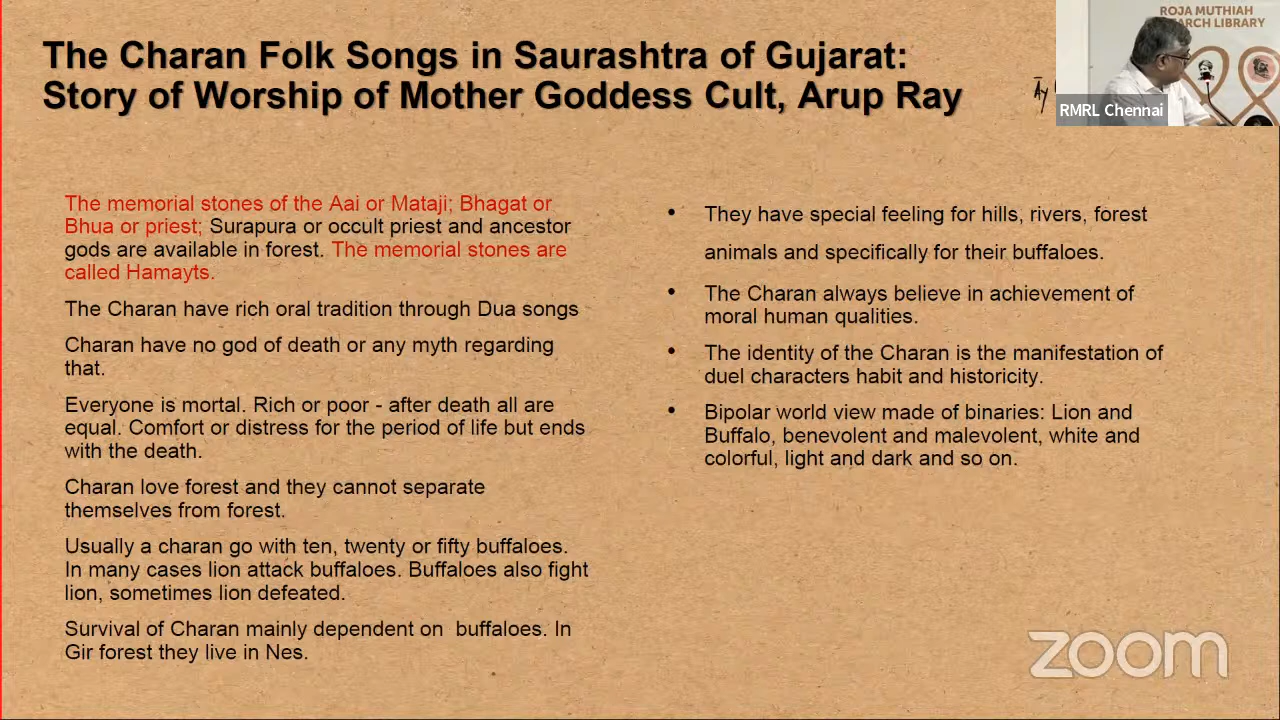 The Charan Folk Songs in Saurashtra of Gujarat:
Story of Worship of Mother Goddess Cult, Arup Ray
ROJA MUTHIAH
ARCH LIBRARY
RMRL Chennai
The memorial stones of the Aai or Mataji; Bhagat or
Bhua or priest; Surapura or occult priest and ancestor
gods are available in forest. The memorial stones are
called Hamayts.
The Charan have rich oral tradition through Dua songs
Charan have no god of death or any myth regarding
that.
Everyone is mortal. Rich or poor - after death all are
equal. Comfort or distress for the period of life but ends
with the death.
Charan love forest and they cannot separate
themselves from forest.
Usually a charan go with ten, twenty or fifty buffaloes.
In many cases lion attack buffaloes. Buffaloes also fight
lion, sometimes lion defeated.
Survival of Charan mainly dependent on  buffaloes. In
Gir forest they live in Nes.
• They have special feeling for hills, rivers, forest
animals and specifically for their buffaloes.
• The Charan always believe in achievement of
moral human qualities.
• The identity of the Charan is the manifestation of
duel characters habit and historicity.
• Bipolar world view made of binaries: Lion and
Buffalo, benevolent and malevolent, white and
colorful, light and dark and so on.
zoom